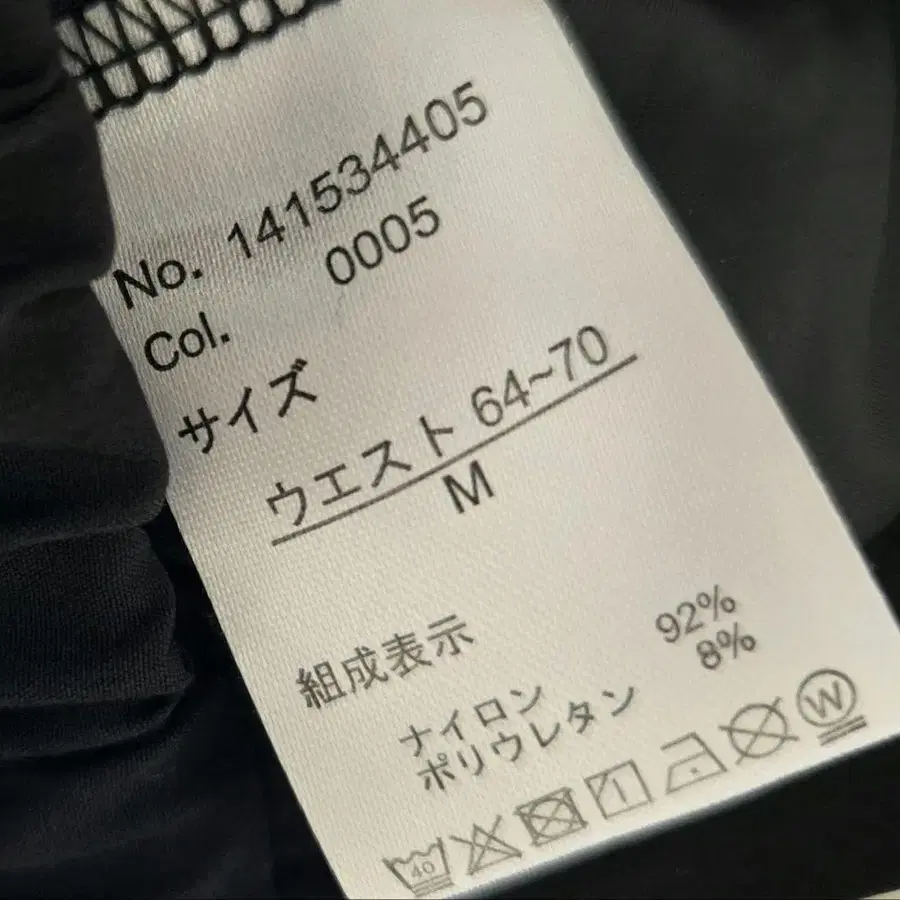 No. 141534405
Col. 0005
サイズ
ウエスト 64~70
M
組成表示
ナイロン 92%
ポリウレタン 8%
40
W